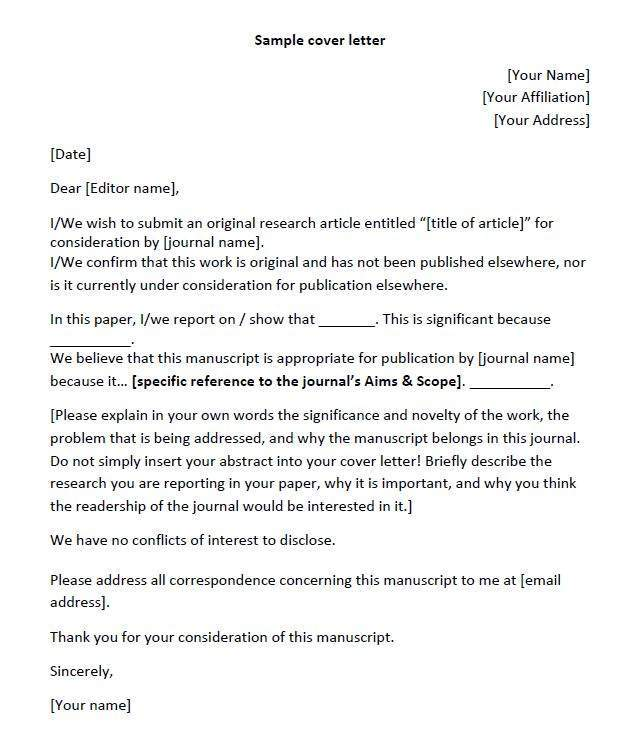 Sample cover letter
[Your Name]
[Your Affiliation]
[Your Address]
[Date]
Dear [Editor name],
I/We wish to submit an original research article entitled “[title of article]” for
consideration by [journal name].
I/We confirm that this work is original and has not been published elsewhere, nor
is it currently under consideration for publication elsewhere.
In this paper, I/we report on / show that _______. This is significant because
__________.
We believe that this manuscript is appropriate for publication by [journal name]
because it… [specific reference to the journal’s Aims & Scope]. __________.
[Please explain in your own words the significance and novelty of the work, the
problem that is being addressed, and why the manuscript belongs in this journal.
Do not simply insert your abstract into your cover letter! Briefly describe the
research you are reporting in your paper, why it is important, and why you think
the readership of the journal would be interested in it.]
We have no conflicts of interest to disclose.
Please address all correspondence concerning this manuscript to me at [email
address].
Thank you for your consideration of this manuscript.
Sincerely,
[Your name]